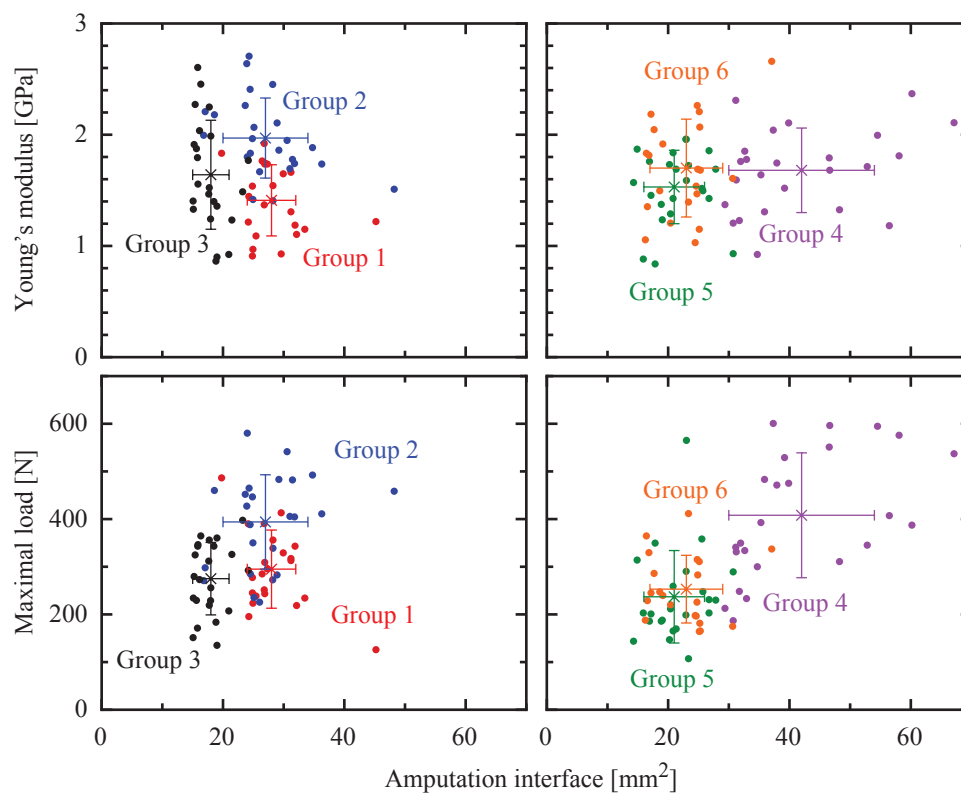 3
2
1
0
Young's modulus [GPa]
Group 2
Group 3
Group 1
Group 6
Group 4
Group 5
600
400
200
0
Maximal load [N]
Group 2
Group 1
Group 3
Group 6
Group 4
Group 5
0 20 40 60 0 20 40 60
Amputation interface [mm²]